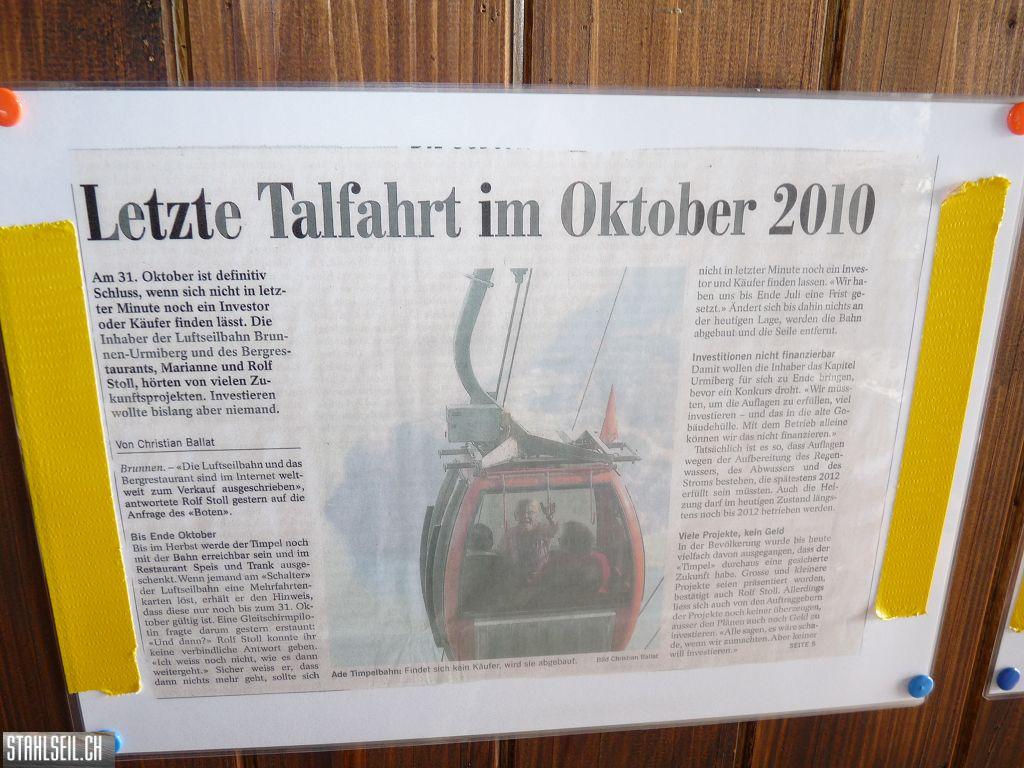 Letzte Talfahrt im Oktober 2010
Am 31. Oktober ist definitiv
Schluss, wenn sich nicht in letz-
ter Minute noch ein Investor
oder Käufer finden lässt. Die
Inhaber der Luftseilbahn Brun-
nen-Urmiberg und des Bergres-
taurants, Marianne und Rolf
Stoll, hörten von vielen Zu-
kunftsprojekten. Investieren
wollte bislang aber niemand.
Von Christian Ballat
Brunnen. – «Die Luftseilbahn und das
Bergrestaurant sind im Internet welt-
weit zum Verkauf ausgeschrieben»,
antwortete Rolf Stoll gestern auf die
Anfrage des «Boten».
Bis Ende Oktober
Bis im Herbst werde der Timpel noch
mit der Bahn erreichbar sein und im
Restaurant Speis und Trank ausge-
schenkt. Wenn jemand am «Schalter»
der Luftseilbahn eine Mehrfahrten-
karten löst, erhält er den Hinweis,
dass diese nur noch bis zum 31. Ok-
tober gültig ist. Eine Gleitschirmpilo-
tin fragte darum gestern erstaunt:
«Und dann?» Rolf Stoll konnte ihr
keine verbindliche Antwort geben.
«Ich weiss noch nicht, wie es dann
weitergeht.» Sicher weiss er, dass
dann nichts mehr geht, sollte sich
Ade Timpelbahn: Findet sich kein Käufer, wird sie abgebaut.
Bild Christian Ballat
nicht in letzter Minute noch ein Inves-
tor und Käufer finden lassen. «Wir ha-
ben uns bis Ende Juli eine Frist ge-
setzt.» Ändert sich bis dahin nichts an
der heutigen Lage, werden die Bahn
abgebaut und die Seile entfernt.
Investitionen nicht finanzierbar
Damit wollen die Inhaber das Kapitel
Urmiberg für sich zu Ende bringen,
bevor ein Konkurs droht. «Wir müss-
ten, um die Auflagen zu erfüllen, viel
investieren – und das in die alte Ge-
bäudehülle. Mit dem Betrieb alleine
können wir das nicht finanzieren.»
Tatsächlich ist es so, dass Auflagen
wegen der Aufbereitung des Regen-
wassers, des Abwassers und des
Stroms bestehen, die spätestens 2012
erfüllt sein müssten. Auch die Hei-
zung darf im heutigen Zustand längs-
tens noch bis 2012 betrieben werden.
Viele Projekte, kein Geld
In der Bevölkerung wurde bis heute
vielfach davon ausgegangen, dass der
«Timpel» durchaus eine gesicherte
Zukunft habe. Grosse und kleinere
Projekte seien präsentiert worden,
bestätigt auch Rolf Stoll. Allerdings
liess sich auch von den Auftraggebern
der Projekte noch keiner überzeugen,
ausser den Plänen auch noch Geld zu
investieren. «Alle sagen, es wäre scha-
de, wenn wir zumachten. Aber keiner
will investieren.»
SEITE 5
STAHLSEIL.CH